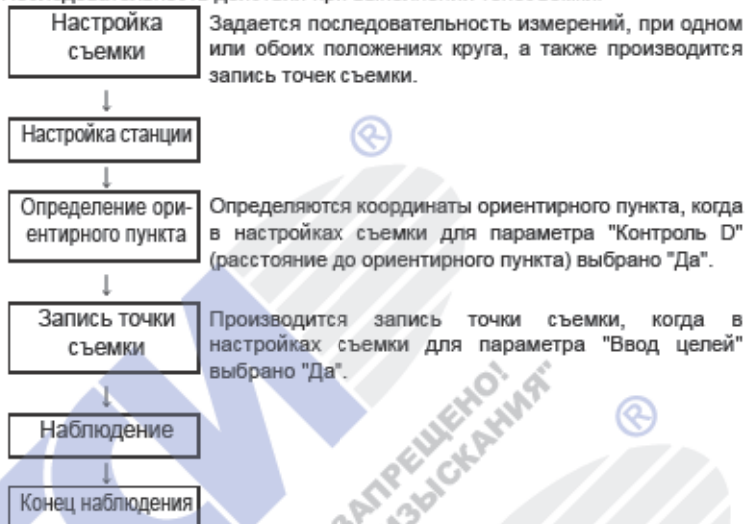 Настройка
съемки
Задается последовательность измерений, при одном
или обоих положениях круга, а также производится
запись точек съемки.
↓
Настройка станции
↓
Определение ори-
ентирного пункта
Определяются координаты ориентирного пункта, когда
в настройках съемки для параметра "Контроль D"
(расстояние до ориентирного пункта) выбрано "Да".
↓
Запись точки
съемки
Производится запись точки съемки, когда в
настройках съемки для параметра "Ввод целей"
выбрано "Да".
↓
Наблюдение
↓
Конец наблюдения
®
®